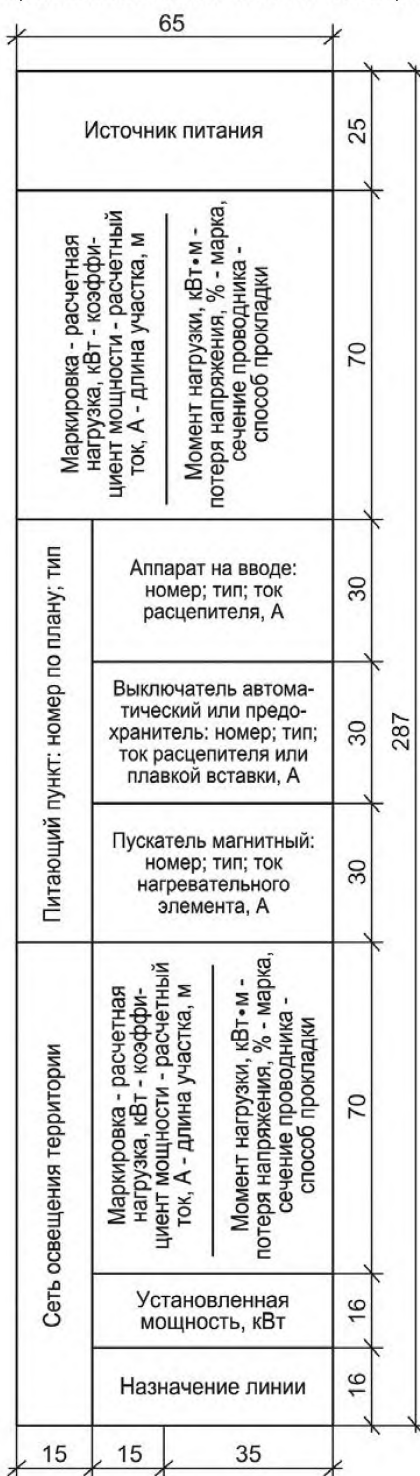 65
Источник питания
25
Маркировка - расчетная
нагрузка, кВт - коэффи-
циент мощности - расчетный
ток, А - длина участка, м
Момент нагрузки, кВт•м -
потеря напряжения, % - марка,
сечение проводника -
способ прокладки
70
Питающий пункт: номер по плану; тип
Аппарат на вводе:
номер; тип; ток
расцепителя, А
30
Выключатель автома-
тический или предо-
хранитель: номер; тип;
ток расцепителя или
плавкой вставки, А
30
287
Пускатель магнитный:
номер; тип; ток
нагревательного
элемента, А
30
Сеть освещения территории
Маркировка - расчетная
нагрузка, кВт - коэффи-
циент мощности - расчетный
ток, А - длина участка, м
Момент нагрузки, кВт•м -
потеря напряжения, % - марка,
сечение проводника -
способ прокладки
70
Установленная
мощность, кВт
16
Назначение линии
16
15
15
35